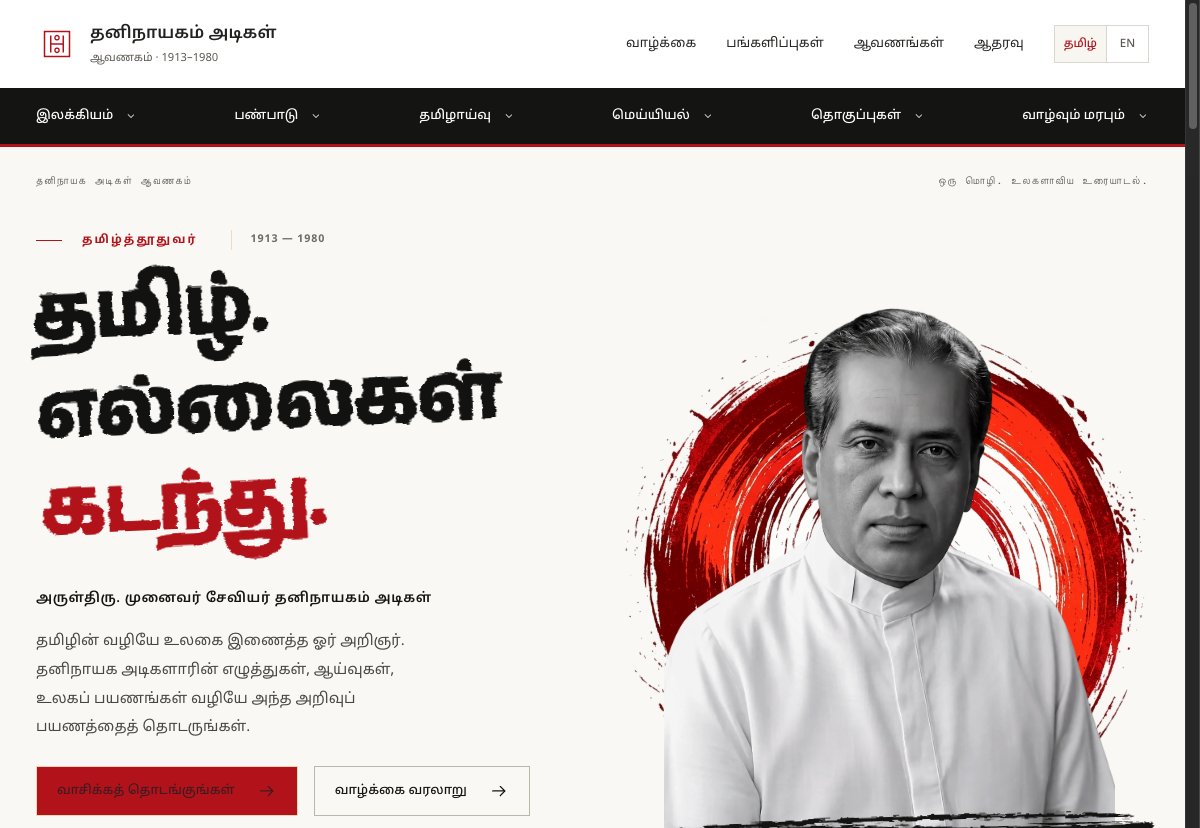 தனிநாயகம் அடிகள்
ஆவணகம் · 1913–1980
வாழ்க்கை பங்களிப்புகள் ஆவணங்கள் ஆதரவு தமிழ் EN
இலக்கியம் பண்பாடு தமிழாய்வு மெய்யியல் தொகுப்புகள் வாழ்வும் மரபும்
தனிநாயக அடிகள் ஆவணகம்
ஒரு மொழி. உலகளாவிய உரையாடல்.
தமிழ்த்தூதுவர் 1913 — 1980
தமிழ்.
எல்லைகள்
கடந்து.
அருள்திரு. முனைவர் சேவியர் தனிநாயகம் அடிகள்
தமிழின் வழியே உலகை இணைத்த ஓர் அறிஞர்.
தனிநாயக அடிகளாரின் எழுத்துகள், ஆய்வுகள்,
உலகப் பயணங்கள் வழியே அந்த அறிவுப்
பயணத்தைத் தொடருங்கள்.
வாசிக்கத் தொடங்குங்கள் → வாழ்க்கை வரலாறு →